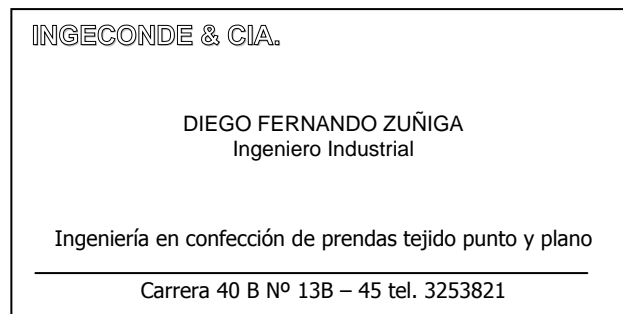 INGECONDE & CIA.
DIEGO FERNANDO ZUÑIGA
Ingeniero Industrial
Ingeniería en confección de prendas tejido punto y plano
Carrera 40 B Nº 13B – 45 tel. 3253821